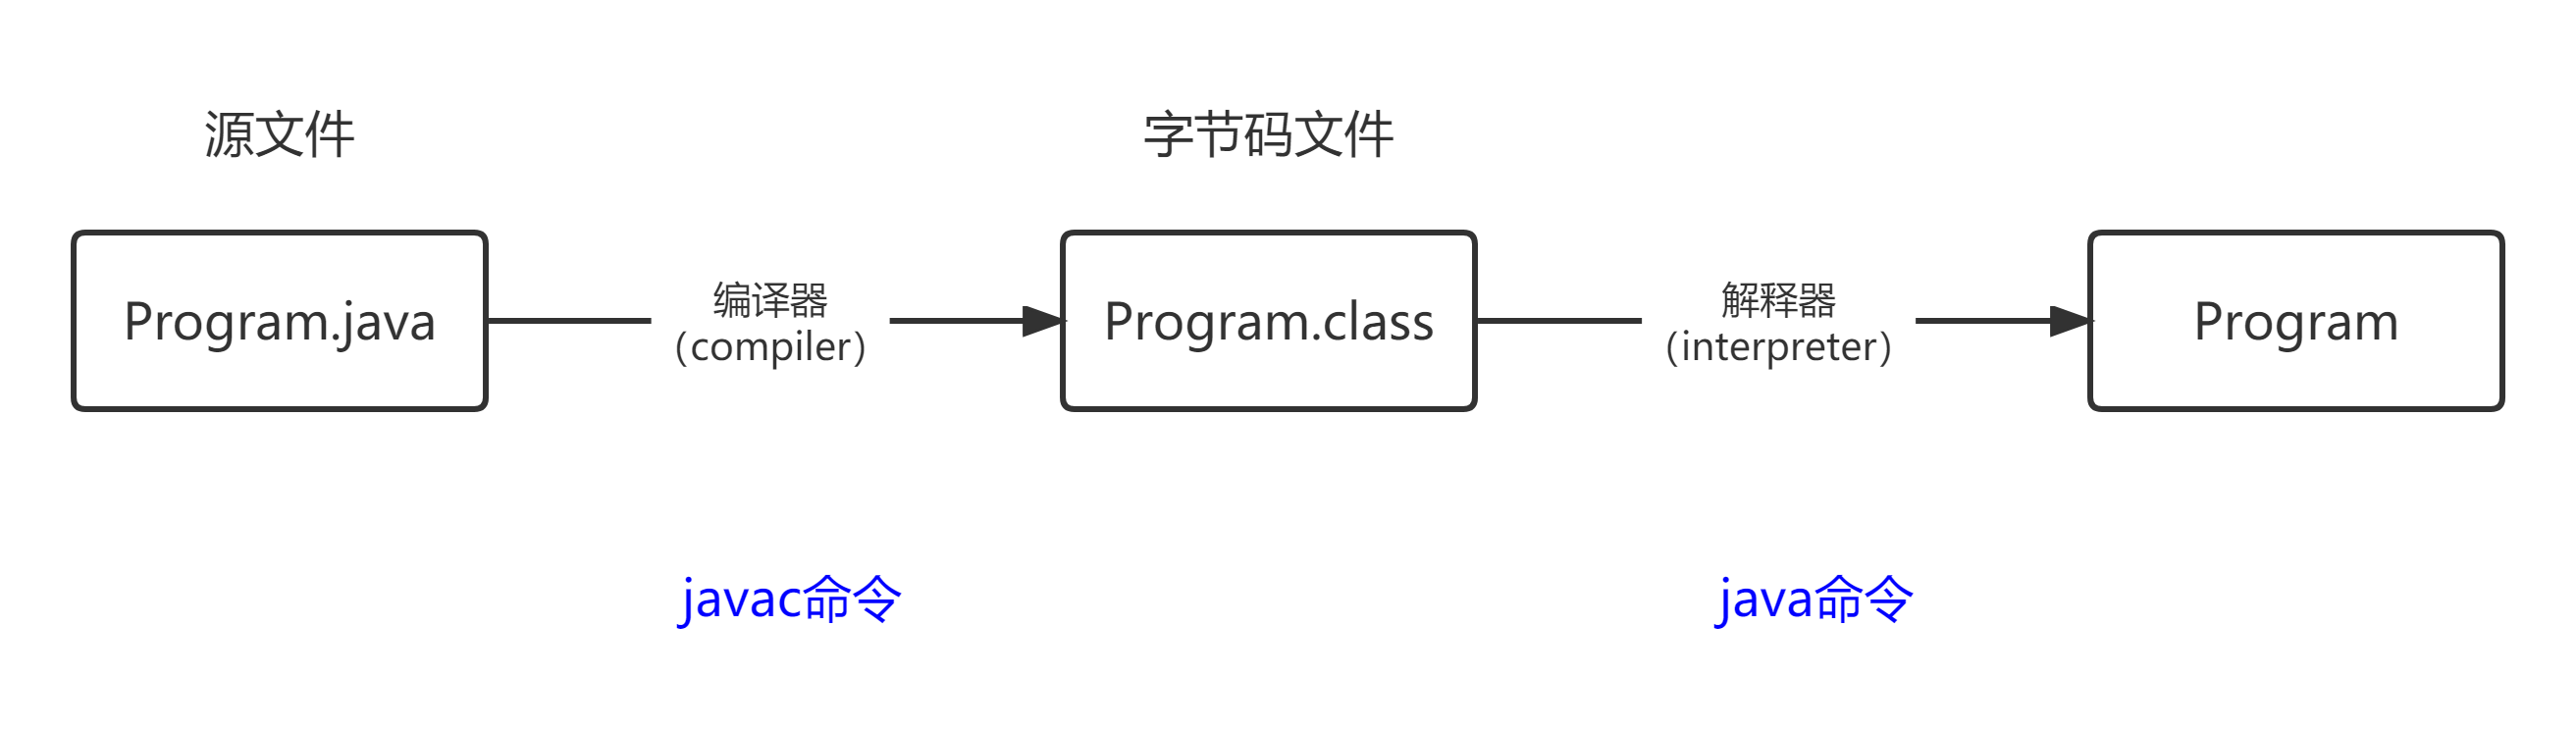 源文件
字节码文件
Program.java
编译器
（compiler）
Program.class
解释器
（interpreter）
Program
javac命令
java命令